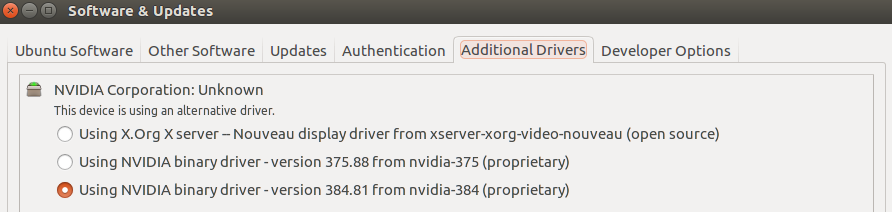 Software & Updates
Ubuntu Software Other Software Updates Authentication Additional Drivers Developer Options
NVIDIA Corporation: Unknown
This device is using an alternative driver.
Using X.Org X server -- Nouveau display driver from xserver-xorg-video-nouveau (open source)
Using NVIDIA binary driver - version 375.88 from nvidia-375 (proprietary)
Using NVIDIA binary driver - version 384.81 from nvidia-384 (proprietary)